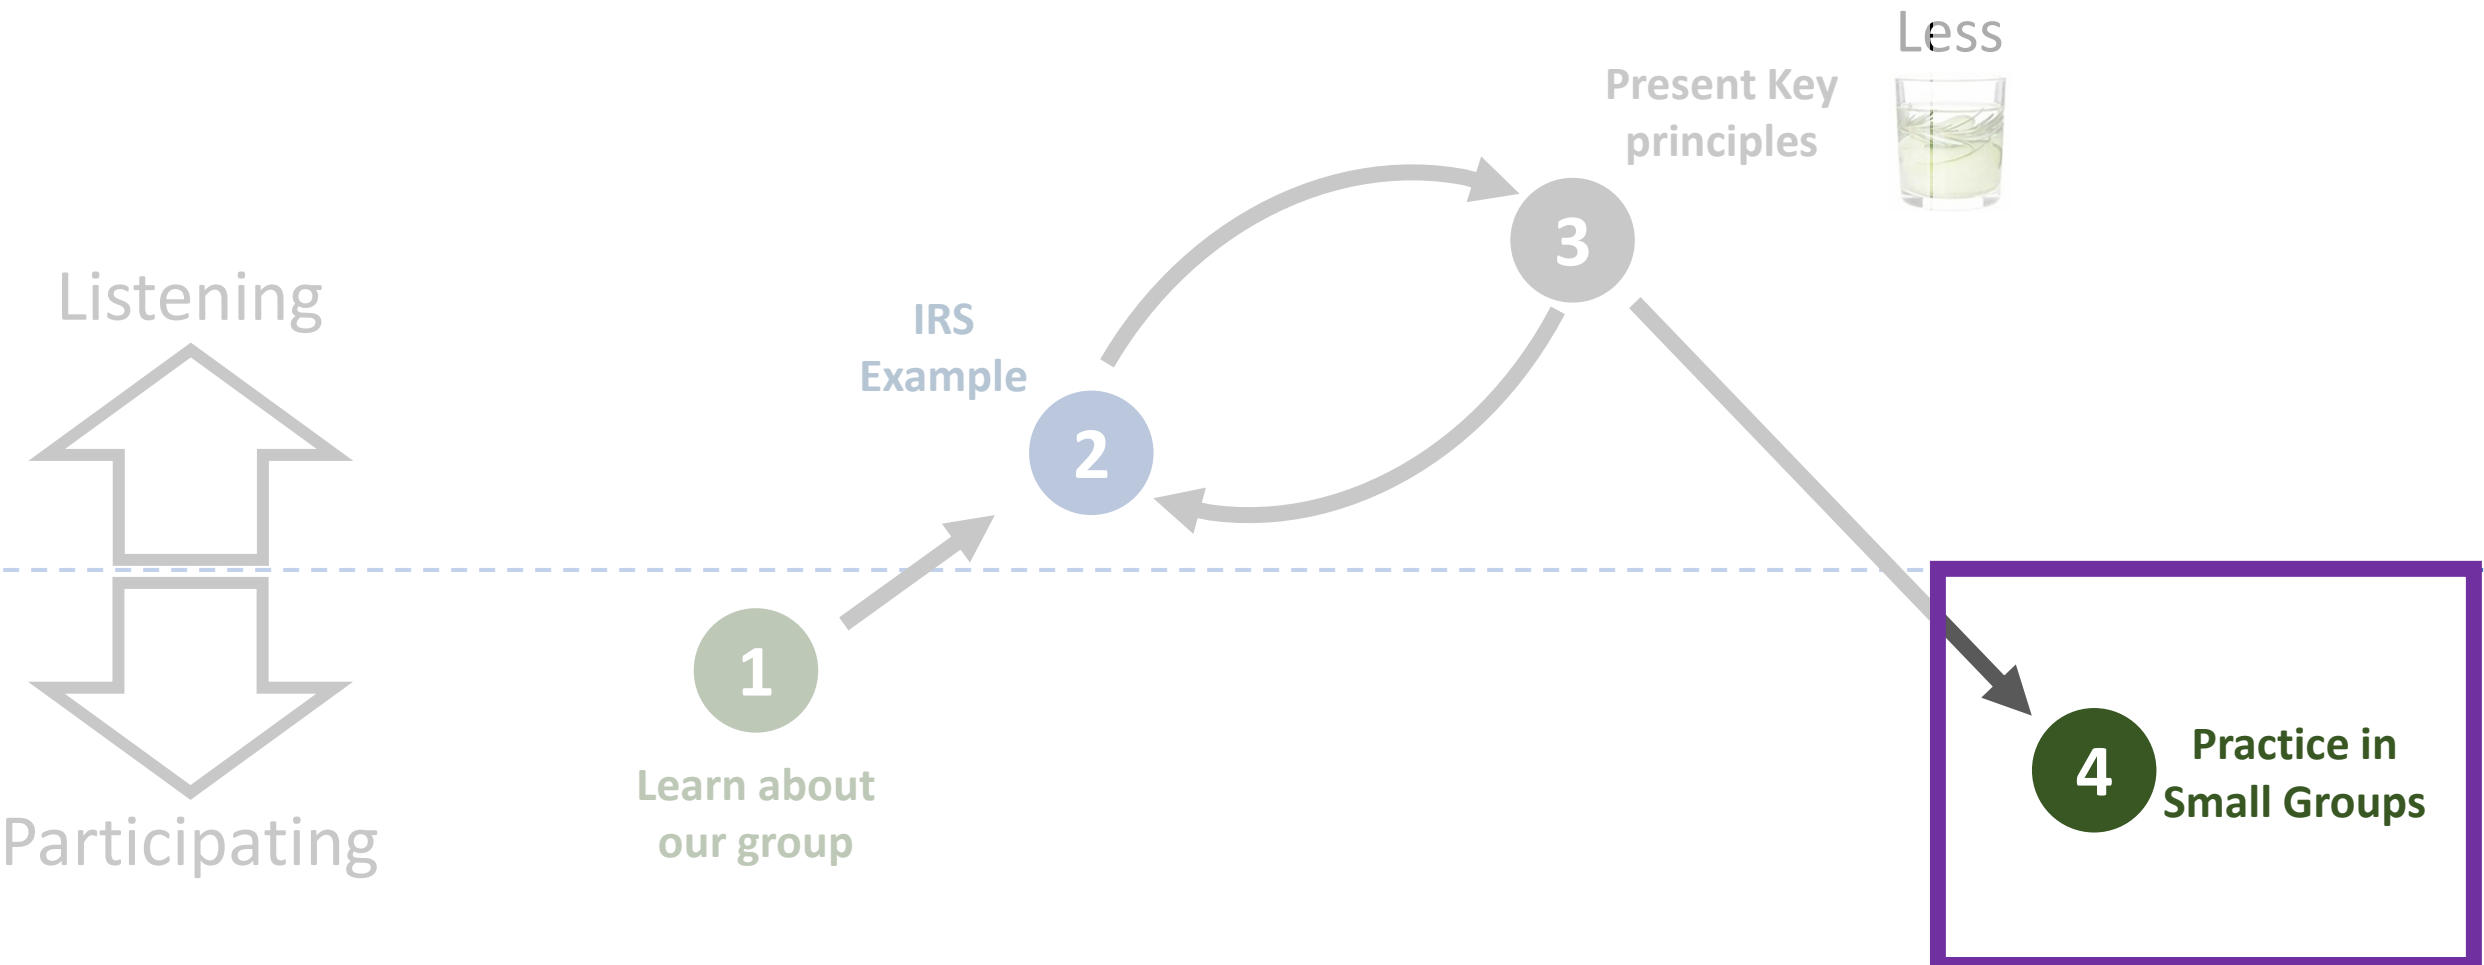 Less
Present Key
principles
3
Listening
IRS
Example
2
1
Learn about
our group
Participating
4
Practice in
Small Groups